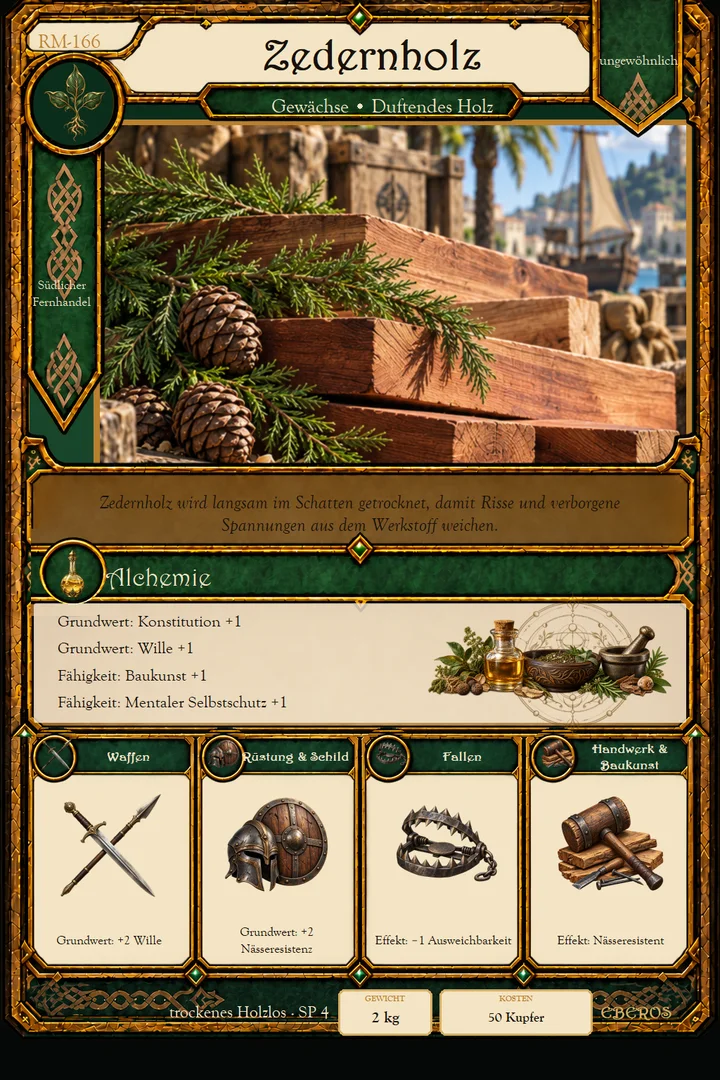 RM-166
Zedernholz
ungewöhnlich
Gewächse • Duftendes Holz
Südlicher
Fernhandel
Zedernholz wird langsam im Schatten getrocknet, damit Risse und verborgene
Spannungen aus dem Werkstoff weichen.
Alchemie
Grundwert: Konstitution +1
Grundwert: Wille +1
Fähigkeit: Baukunst +1
Fähigkeit: Mentaler Selbstschutz +1
Waffen
Rüstung & Schild
Fallen
Handwerk &
Baukunst
Grundwert: +2 Wille
Grundwert: +2
Nässeresistenz
Effekt: −1 Ausweichbarkeit
Effekt: Nässeresistent
trockenes Holzlos · SP 4
GEWICHT
2 kg
KOSTEN
50 Kupfer
EBEROS